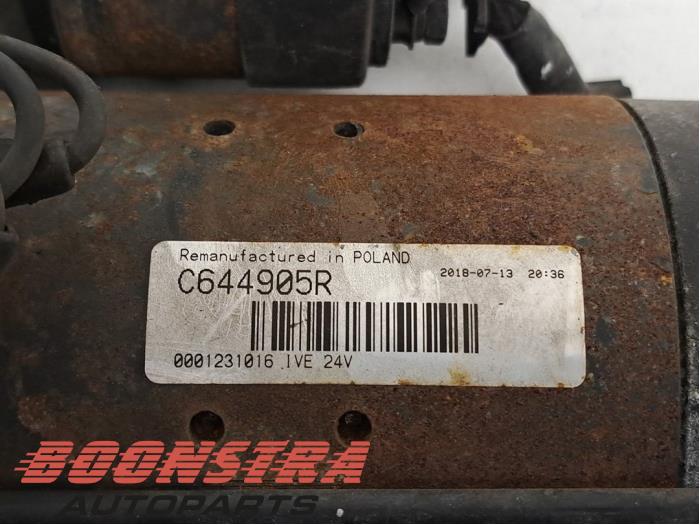 Remanufactured in POLAND
C644905R
2018-07-13 20:36
0001231016 IVE 24V
BOONSTRA
AUTOPARTS